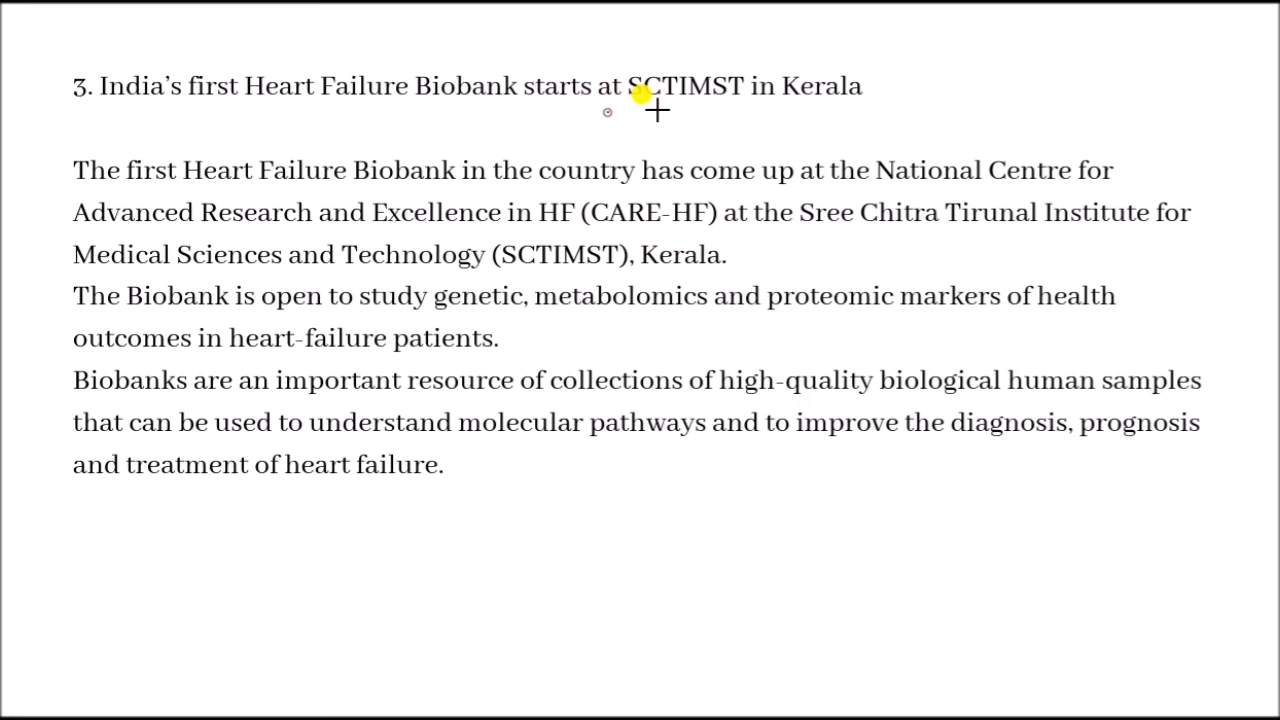 3. India’s first Heart Failure Biobank starts at SCTIMST in Kerala
The first Heart Failure Biobank in the country has come up at the National Centre for
Advanced Research and Excellence in HF (CARE-HF) at the Sree Chitra Tirunal Institute for
Medical Sciences and Technology (SCTIMST), Kerala.
The Biobank is open to study genetic, metabolomics and proteomic markers of health
outcomes in heart-failure patients.
Biobanks are an important resource of collections of high-quality biological human samples
that can be used to understand molecular pathways and to improve the diagnosis, prognosis
and treatment of heart failure.